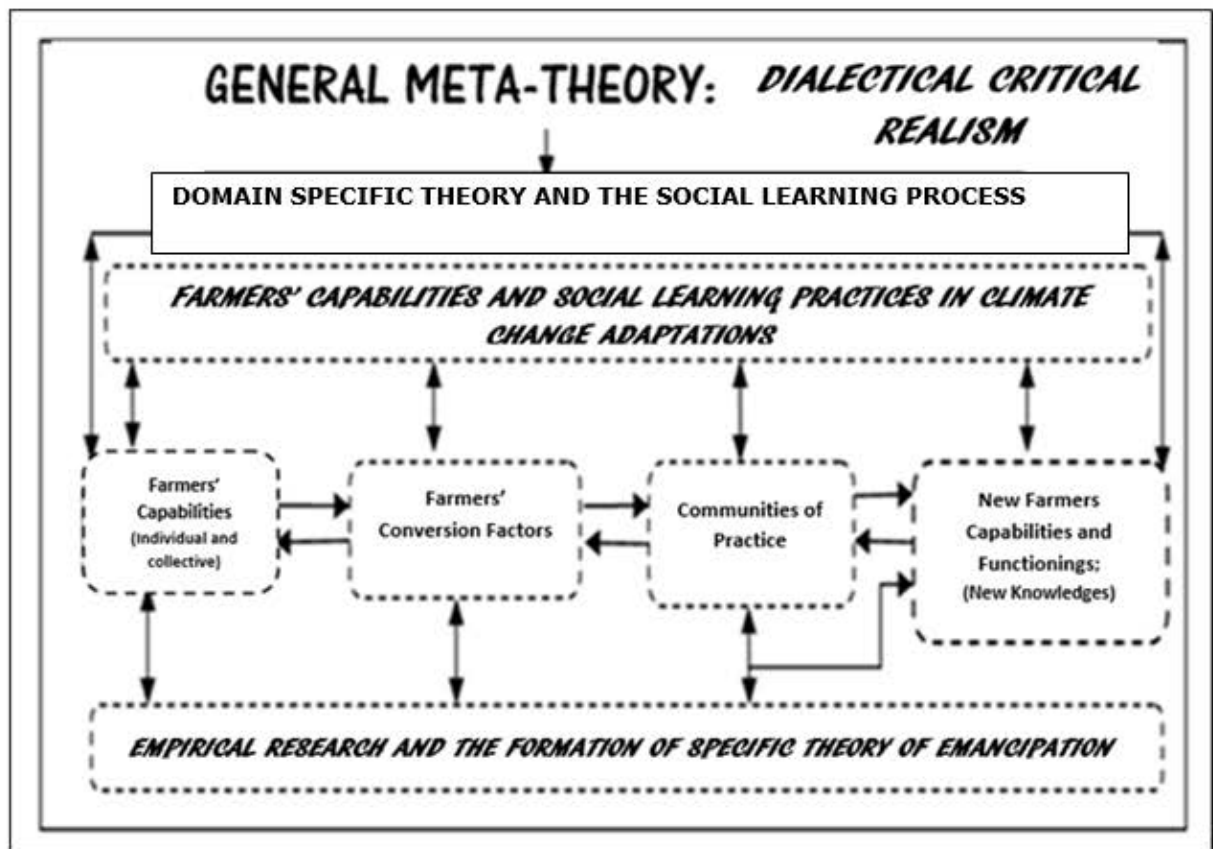 GENERAL META-THEORY: DIALECTICAL CRITICAL
REALISM
DOMAIN SPECIFIC THEORY AND THE SOCIAL LEARNING PROCESS
FARMERS' CAPABILITIES AND SOCIAL LEARNING PRACTICES IN CLIMATE
CHANGE ADAPTATIONS
Farmers'
Capabilities
(Individual and
collective)
Farmers'
Conversion Factors
Communities of
Practice
New Farmers
Capabilities and
Functionings:
(New Knowledges)
EMPIRICAL RESEARCH AND THE FORMATION OF SPECIFIC THEORY OF EMANCIPATION